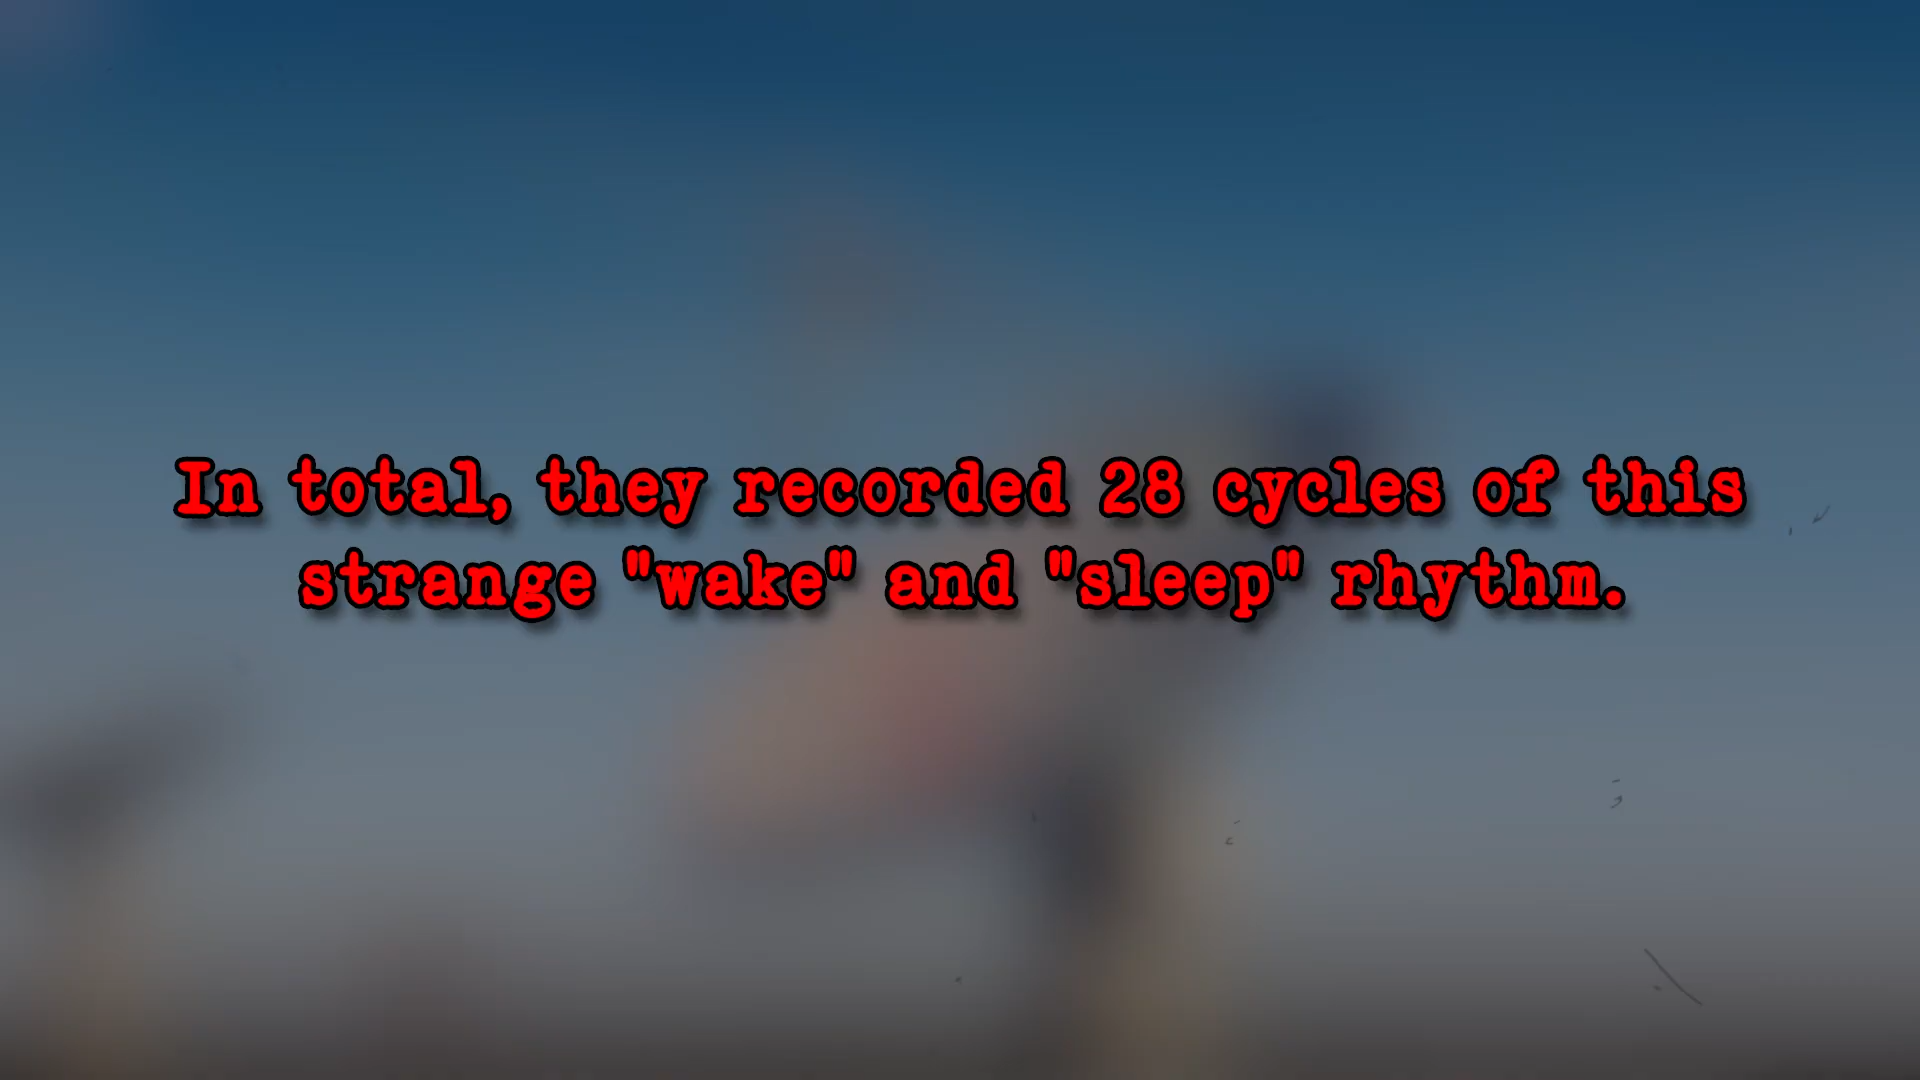 In total, they recorded 28 cycles of this
strange "wake" and "sleep" rhythm.